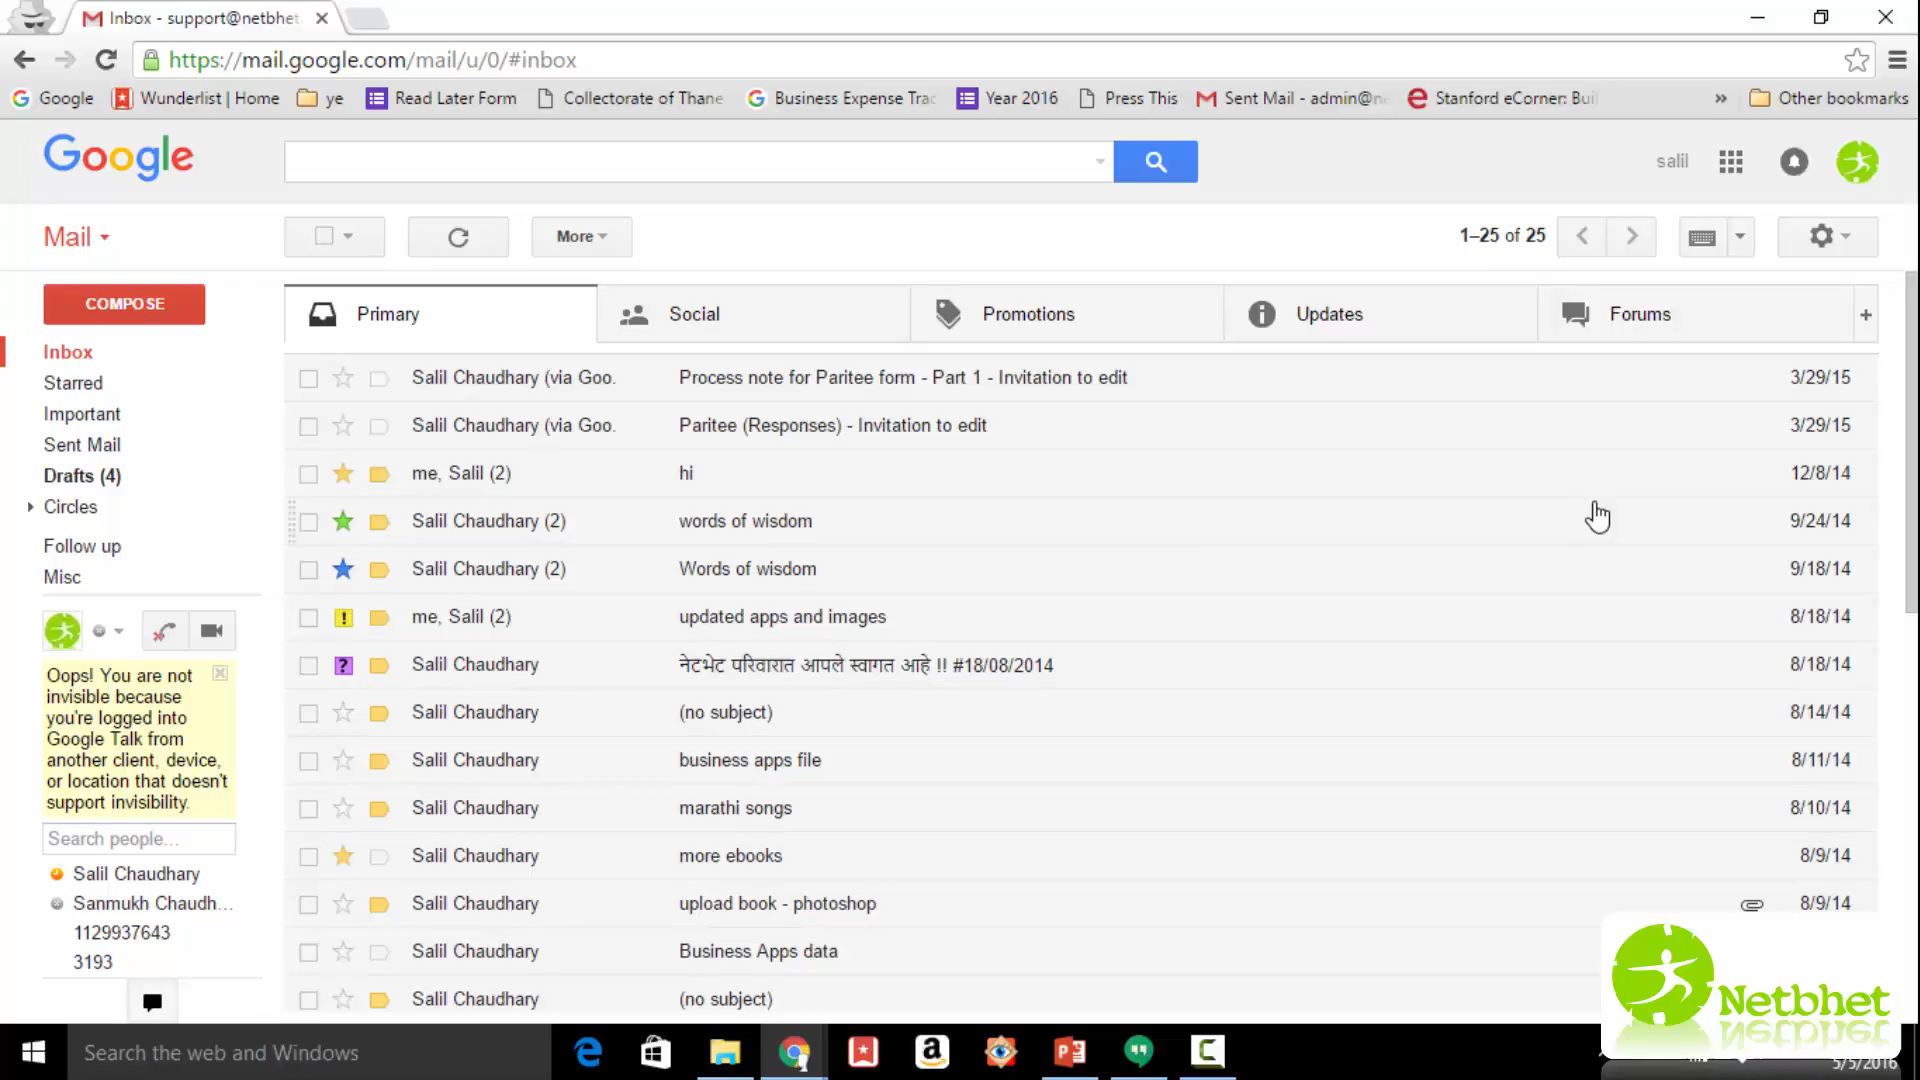 Inbox - support@netbhet
https://mail.google.com/mail/u/0/#inbox
Google Wunderlist | Home ye Read Later Form Collectorate of Thane Business Expense Trac Year 2016 Press This Sent Mail - admin@n Stanford eCorner: Bui » Other bookmarks
Google
salil
Mail More 1–25 of 25
COMPOSE
Primary Social Promotions Updates Forums +
Inbox
Starred
Important
Sent Mail
Drafts (4)
Circles
Follow up
Misc
Oops! You are not
invisible because
you're logged into
Google Talk from
another client, device,
or location that doesn't
support invisibility.
Search people...
Salil Chaudhary
Sanmukh Chaudh...
1129937643
3193
Salil Chaudhary (via Goo. Process note for Paritee form - Part 1 - Invitation to edit 3/29/15
Salil Chaudhary (via Goo. Paritee (Responses) - Invitation to edit 3/29/15
me, Salil (2) hi 12/8/14
Salil Chaudhary (2) words of wisdom 9/24/14
Salil Chaudhary (2) Words of wisdom 9/18/14
! me, Salil (2) updated apps and images 8/18/14
? Salil Chaudhary नेटभेट परिवारात आपले स्वागत आहे !! #18/08/2014 8/18/14
Salil Chaudhary (no subject) 8/14/14
Salil Chaudhary business apps file 8/11/14
Salil Chaudhary marathi songs 8/10/14
Salil Chaudhary more ebooks 8/9/14
Salil Chaudhary upload book - photoshop 8/9/14
Salil Chaudhary Business Apps data
Salil Chaudhary (no subject)
Netbhet
Search the web and Windows
5/5/2016